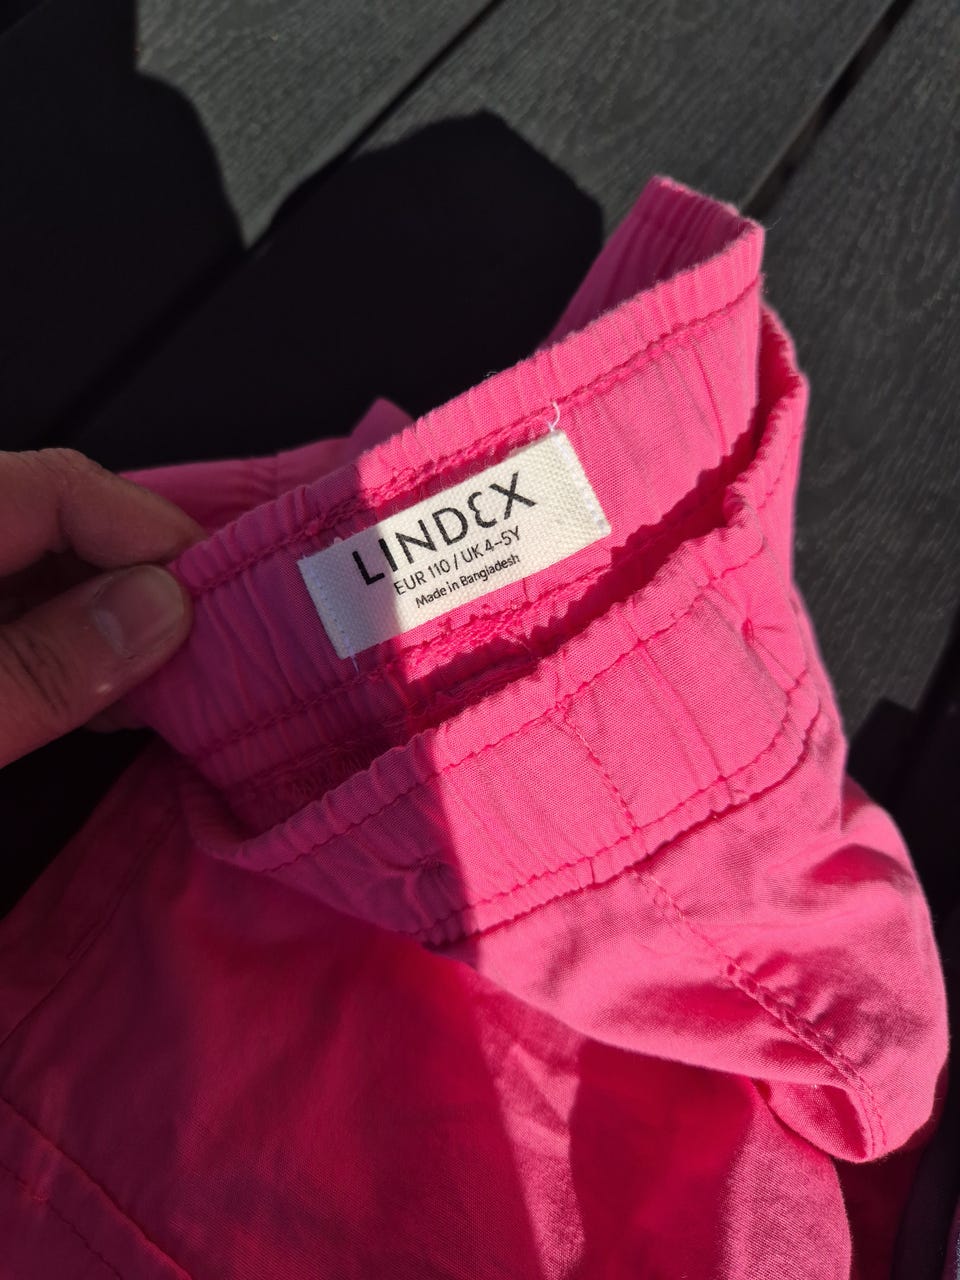 LINDEX
EUR 110 / UK 4-5Y
Made in Bangladesh